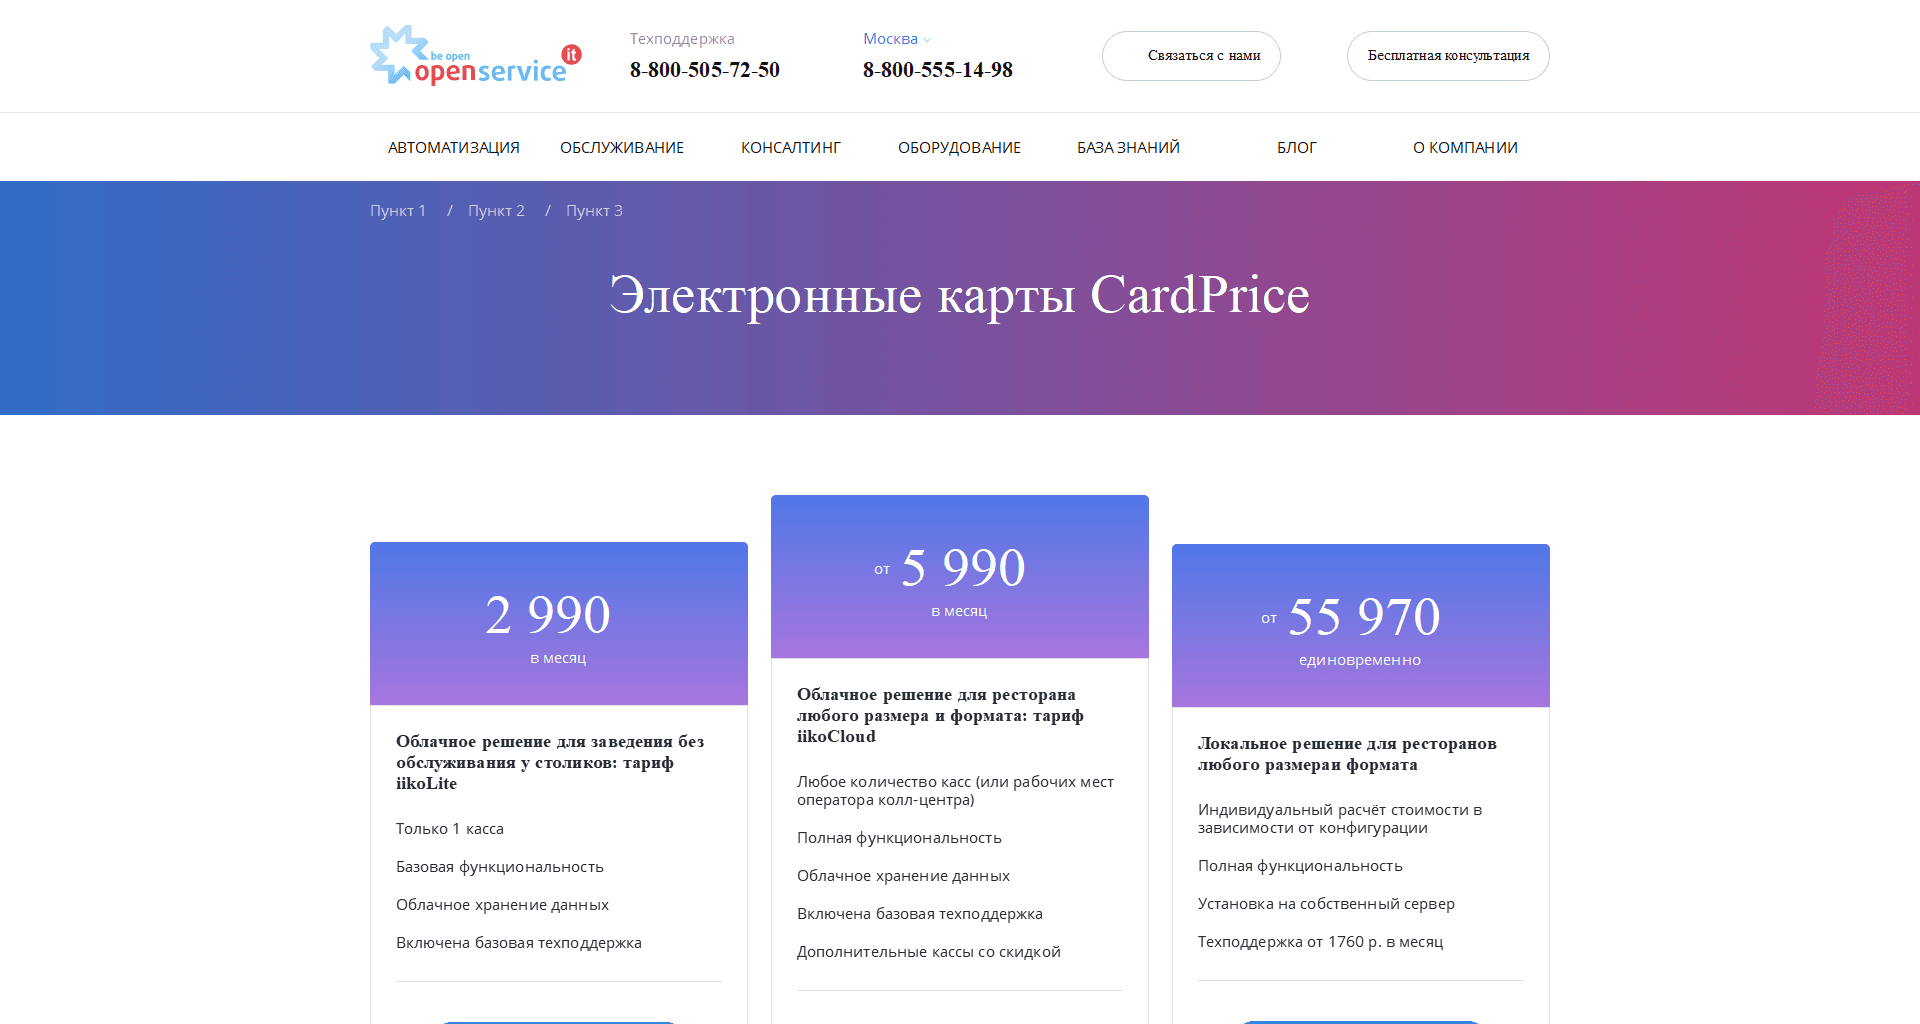 be open
openservice it
Техподдержка
8-800-505-72-50
Москва
8-800-555-14-98
Связаться с нами
Бесплатная консультация
АВТОМАТИЗАЦИЯ
ОБСЛУЖИВАНИЕ
КОНСАЛТИНГ
ОБОРУДОВАНИЕ
БАЗА ЗНАНИЙ
БЛОГ
О КОМПАНИИ
Пункт 1 / Пункт 2 / Пункт 3
Электронные карты CardPrice
2 990
в месяц
Облачное решение для заведения без
обслуживания у столиков: тариф
iikoLite
Только 1 касса
Базовая функциональность
Облачное хранение данных
Включена базовая техподдержка
от 5 990
в месяц
Облачное решение для ресторана
любого размера и формата: тариф
iikoCloud
Любое количество касс (или рабочих мест
оператора колл-центра)
Полная функциональность
Облачное хранение данных
Включена базовая техподдержка
Дополнительные кассы со скидкой
от 55 970
единовременно
Локальное решение для ресторанов
любого размераи формата
Индивидуальный расчёт стоимости в
зависимости от конфигурации
Полная функциональность
Установка на собственный сервер
Техподдержка от 1760 р. в месяц